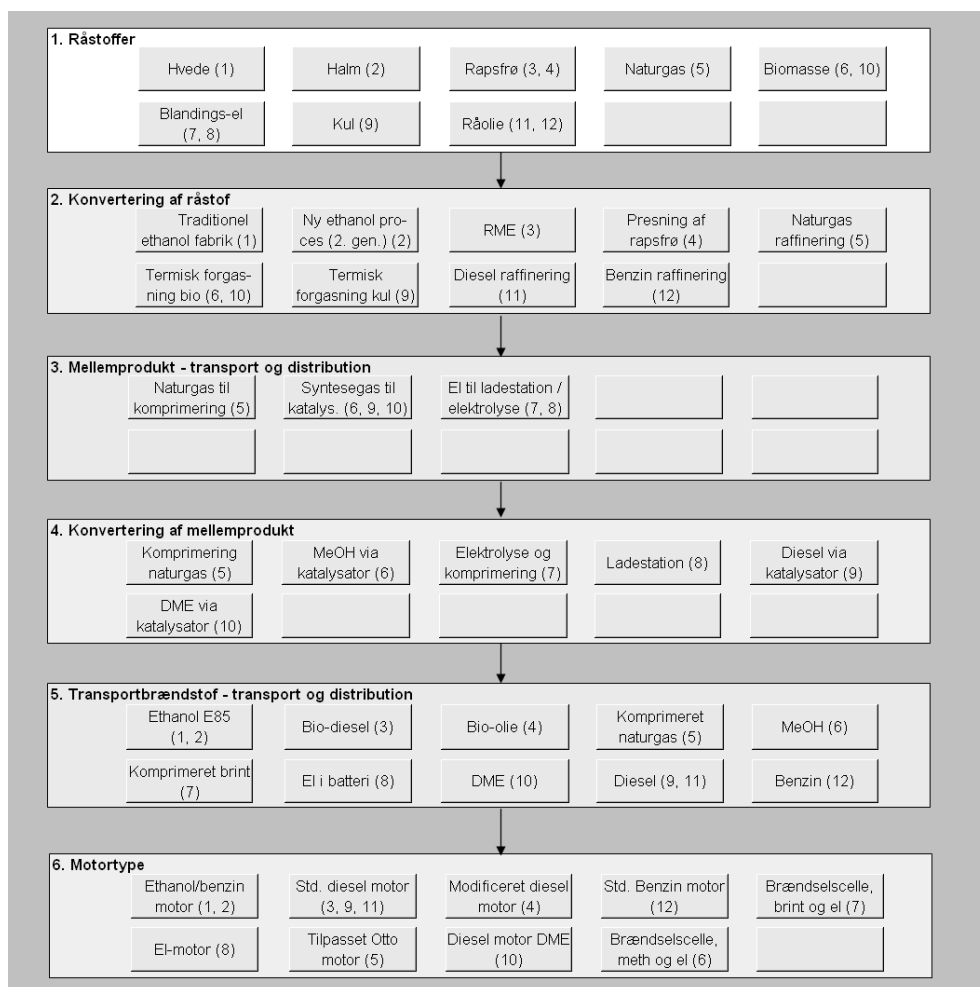 1. Råstoffer
Hvede (1)
Halm (2)
Rapsfrø (3, 4)
Naturgas (5)
Biomasse (6, 10)
Blandings-el
(7, 8)
Kul (9)
Råolie (11, 12)
2. Konvertering af råstof
Traditionel
ethanol fabrik (1)
Ny ethanol pro-
ces (2. gen.) (2)
RME (3)
Presning af
rapsfrø (4)
Naturgas
raffinering (5)
Termisk forgas-
ning bio (6, 10)
Termisk
forgasning kul (9)
Diesel raffinering
(11)
Benzin raffinering
(12)
3. Mellemprodukt - transport og distribution
Naturgas til
komprimering (5)
Syntesegas til
katalys. (6, 9, 10)
El til ladestation /
elektrolyse (7, 8)
4. Konvertering af mellemprodukt
Komprimering
naturgas (5)
MeOH via
katalysator (6)
Elektrolyse og
komprimering (7)
Ladestation (8)
Diesel via
katalysator (9)
DME via
katalysator (10)
5. Transportbrændstof - transport og distribution
Ethanol E85
(1, 2)
Bio-diesel (3)
Bio-olie (4)
Komprimeret
naturgas (5)
MeOH (6)
Komprimeret brint
(7)
El i batteri (8)
DME (10)
Diesel (9, 11)
Benzin (12)
6. Motortype
Ethanol/benzin
motor (1, 2)
Std. diesel motor
(3, 9, 11)
Modificeret diesel
motor (4)
Std. Benzin motor
(12)
Brændselscelle,
brint og el (7)
El-motor (8)
Tilpasset Otto
motor (5)
Diesel motor DME
(10)
Brændselscelle,
meth og el (6)